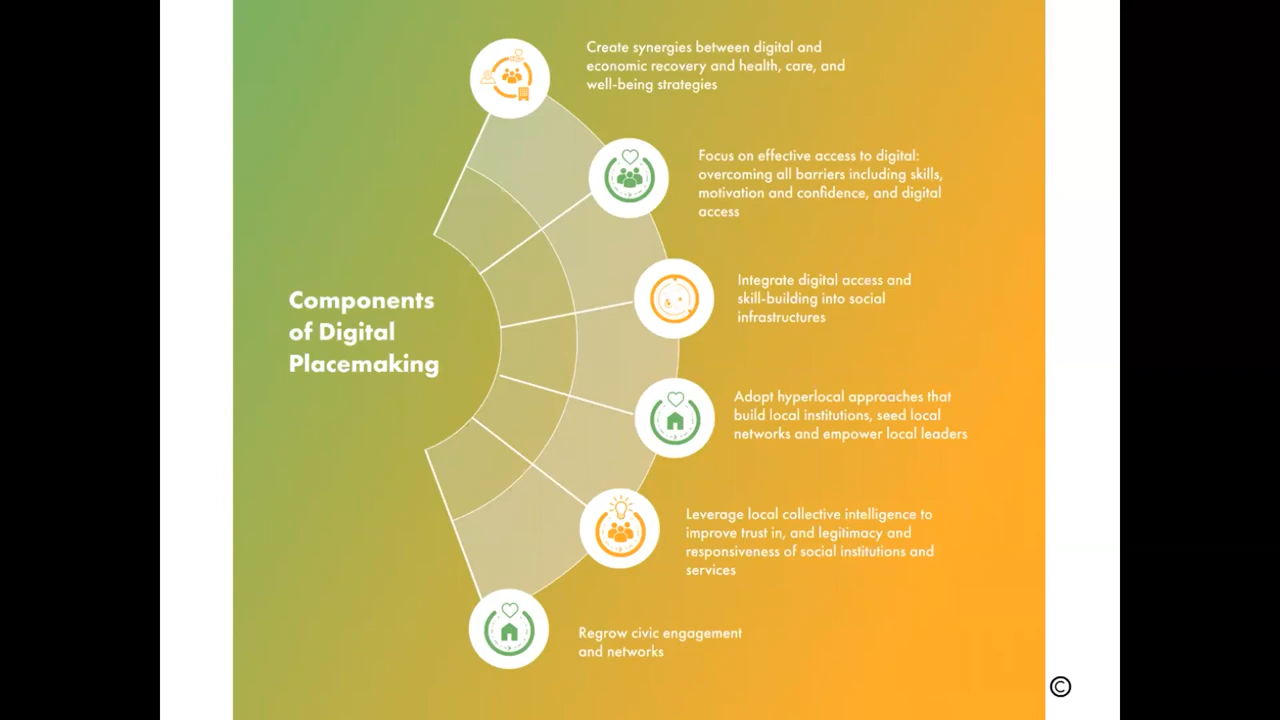 Create synergies between digital and
economic recovery and health, care, and
well-being strategies
Focus on effective access to digital:
overcoming all barriers including skills,
motivation and confidence, and digital
access
Integrate digital access and
skill-building into social
infrastructures
Components
of Digital
Placemaking
Adopt hyperlocal approaches that
build local institutions, seed local
networks and empower local leaders
Leverage local collective intelligence to
improve trust in, and legitimacy and
responsiveness of social institutions and
services
Regrow civic engagement
and networks
©